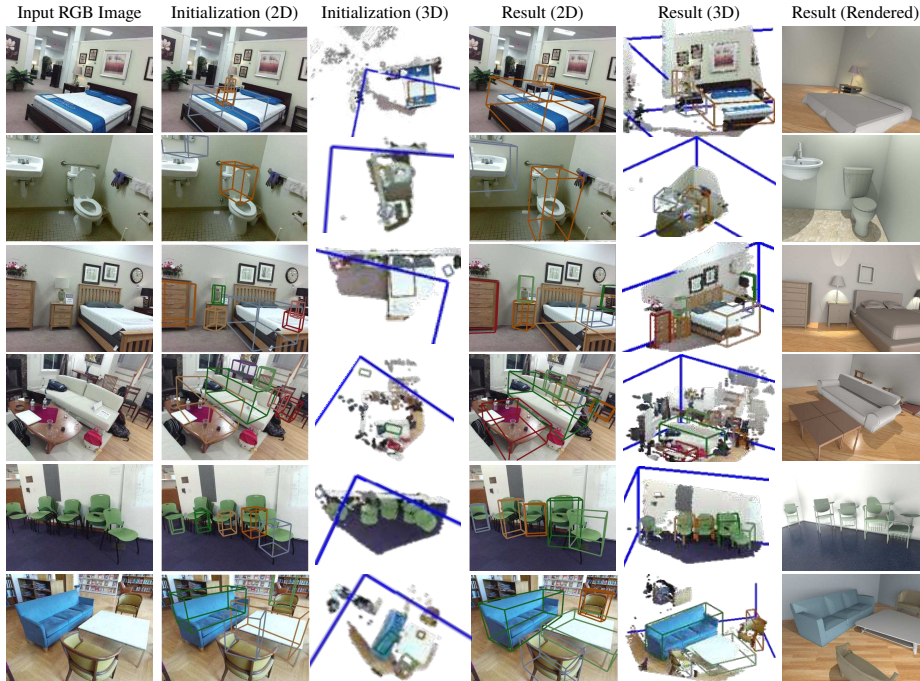 Input RGB Image Initialization (2D) Initialization (3D) Result (2D) Result (3D) Result (Rendered)